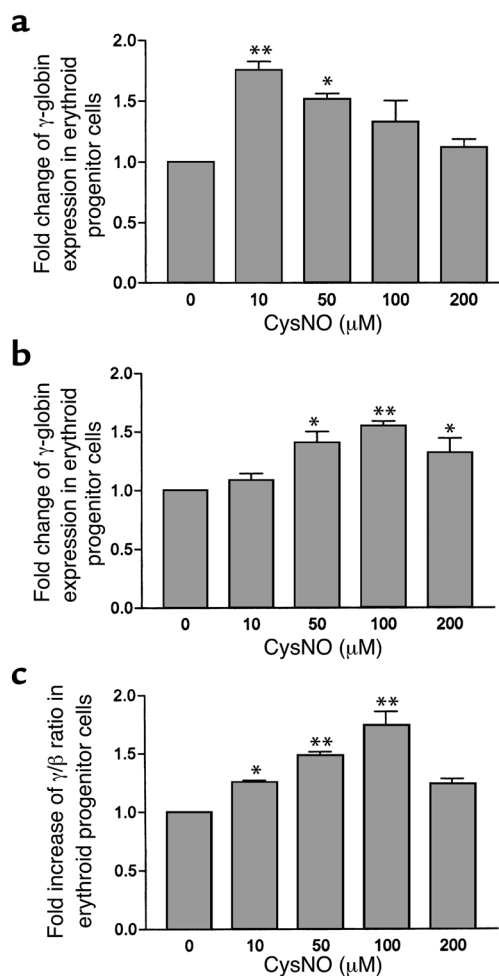 a
Fold change of γ-globin
expression in erythroid
progenitor cells
2.0
1.5
1.0
0.5
0.0
**
*
0 10 50 100 200
CysNO (μM)
b
Fold change of γ-globin
expression in erythroid
progenitor cells
2.0
1.5
1.0
0.5
0.0
* ** *
0 10 50 100 200
CysNO (μM)
c
Fold increase of γ/β ratio in
erythroid progenitor cells
2.0
1.5
1.0
0.5
0.0
* ** **
0 10 50 100 200
CysNO (μM)